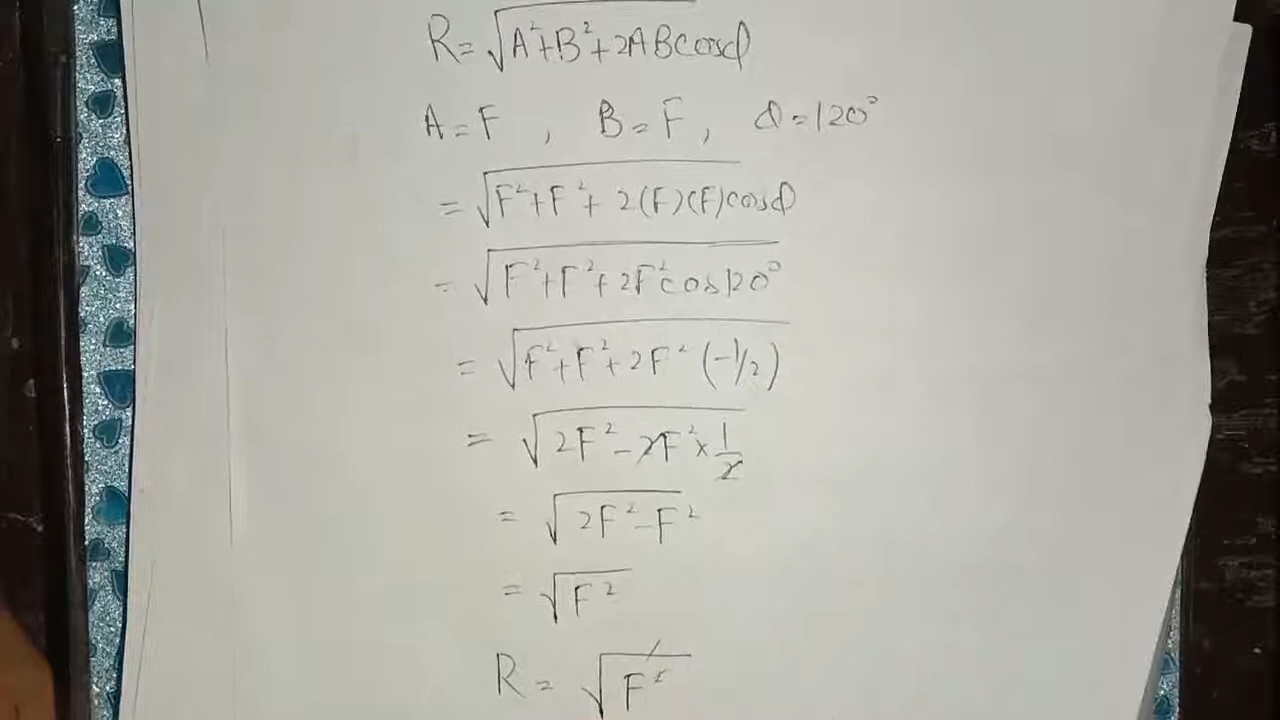 R = √A²+B²+2ABcosθ
A = F , B = F, θ = 120°
= √F²+F²+ 2(F)(F)cosθ
= √F²+F²+2F²cos120°
= √F²+F²+2F² (-1/2)
= √2F²-2F²×1/2
= √2F²-F²
= √F²
R = √F²